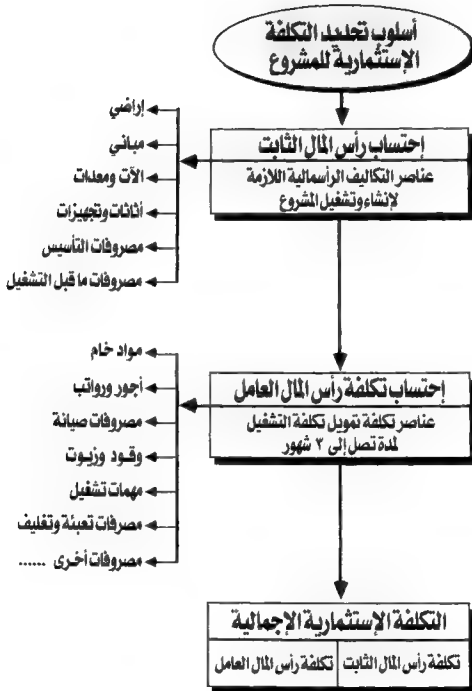 أسلوب تحديد التكلفة
الإستثمارية للمشروع
إحتساب رأس المال الثابت
عناصر التكاليف الرأسمالية اللازمة
لإنشاء وتشغيل المشروع
إراضي
مباني
الآت ومعدات
أثاثات وتجهيزات
مصروفات التأسيس
مصروفات ما قبل التشغيل
إحتساب تكلفة رأس المال العامل
عناصر تكلفة تمويل تكلفة التشغيل
لمدة تصل إلى ٣ شهور
مواد خام
أجور ورواتب
مصروفات صيانة
وقود وزيوت
مهمات تشغيل
مصرفات تعبئة وتغليف
مصروفات أخرى ......
التكلفة الإستثمارية الإجمالية
تكلفة رأس المال الثابت
تكلفة رأس المال العامل